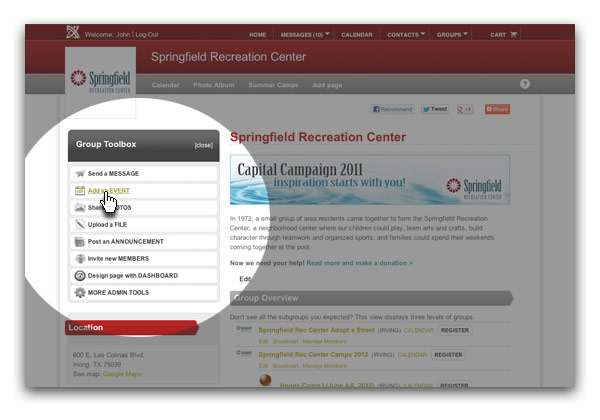 Welcome, John / Log-Out
HOME MESSAGES (10) CALENDAR CONTACTS GROUPS CART
Springfield Recreation Center
Springfield
RECREATION CENTER
Calendar Photo Album Summer Camps Add page ?
Recommend Tweet +1 Share
Group Toolbox [close]
Send a MESSAGE
Add an EVENT
Share PHOTOS
Upload a FILE
Post an ANNOUNCEMENT
Invite new MEMBERS
Design page with DASHBOARD
MORE ADMIN TOOLS
Location
600 E. Las Colinas Blvd.
Irving, TX 75039
See map: Google Maps
Springfield Recreation Center
Capital Campaign 2011
inspiration starts with you!
Springfield
RECREATION CENTER
In 1972, a small group of area residents came together to form the Springfield Recreation
Center, a neighborhood center where our children could play, learn arts and crafts, build
character through teamwork and organized sports, and families could spend their weekends
coming together at the pool.
Now we need your help! Read more and make a donation >
Edit
Group Overview
Don't see all the subgroups you expected? This view displays three levels of groups.
Springfield Rec Center Adopt a Street (IRVING) CALENDAR REGISTER
Edit Broadcast Manage Members
Springfield Rec Center Camps 2012 (IRVING) CALENDAR REGISTER
Edit Broadcast Manage Members
Hoops Camp I (June 4-8, 2012) (IRVING) CALENDAR REGISTER